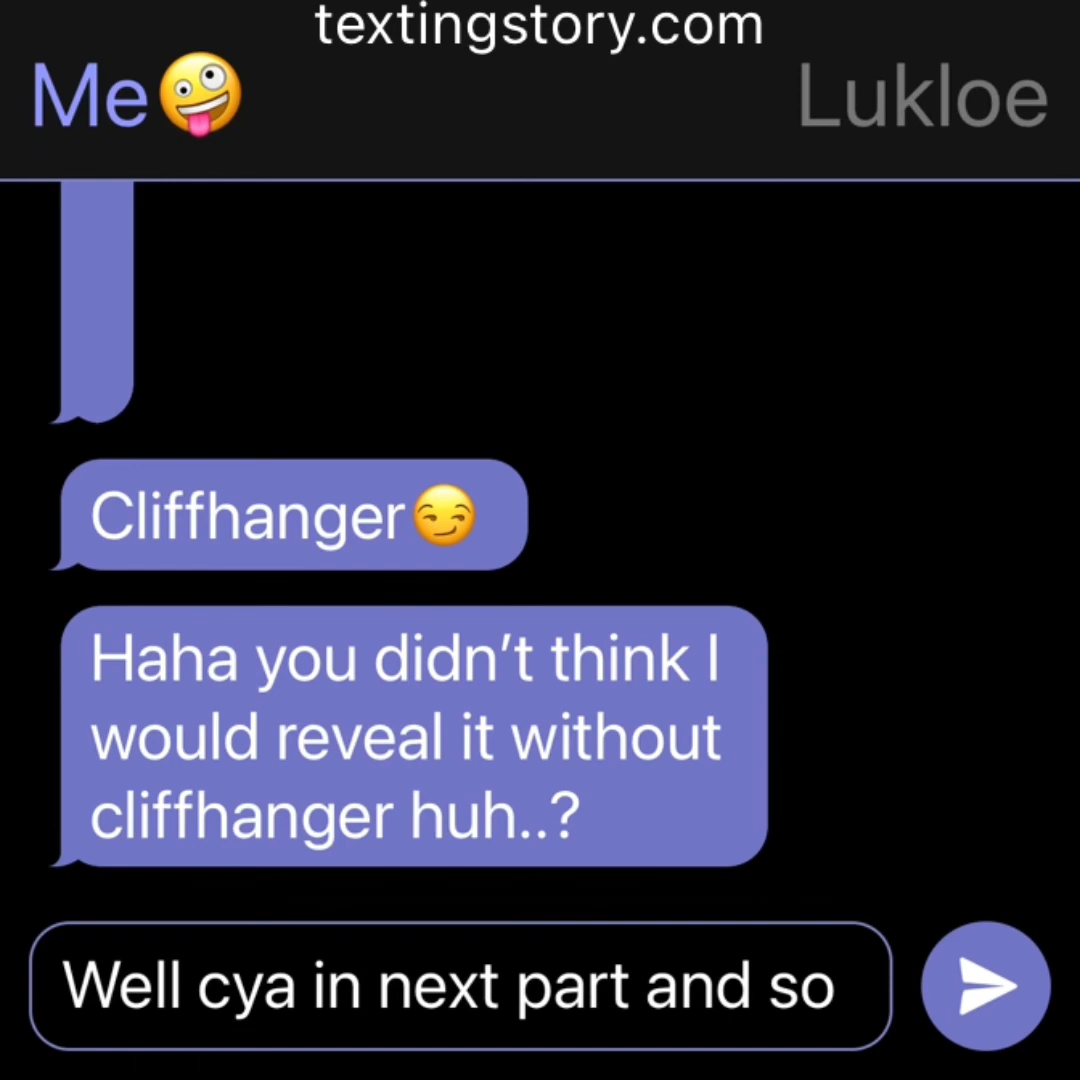 textingstory.com
Me🤪 Lukloe
Cliffhanger😏
Haha you didn’t think I
would reveal it without
cliffhanger huh..?
Well cya in next part and so